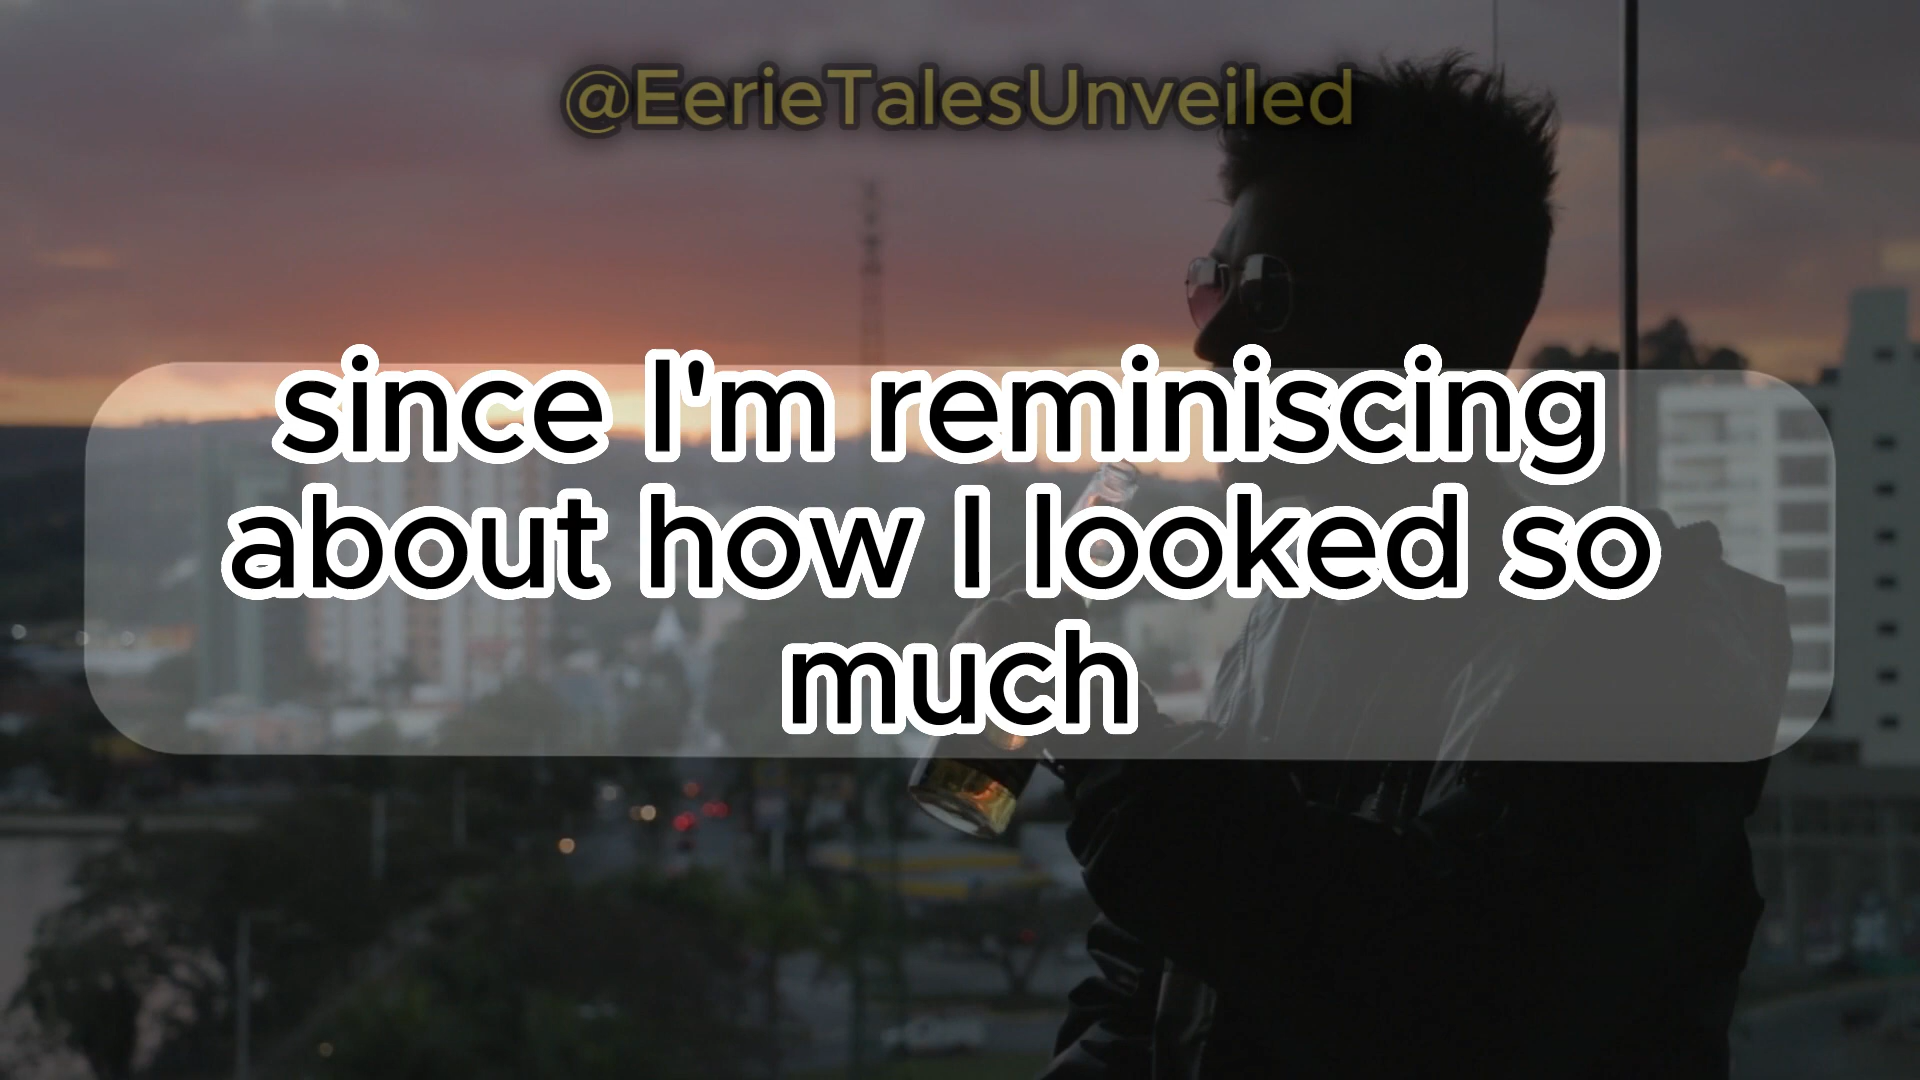 @EerieTalesUnveiled
since I'm reminiscing
about how I looked so
much